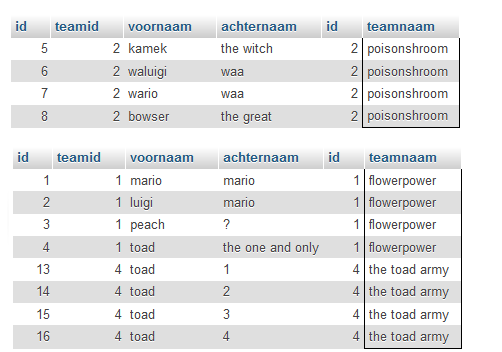 id teamid voornaam achternaam id teamnaam
5 2 kamek the witch 2 poisonshroom
6 2 waluigi waa 2 poisonshroom
7 2 wario waa 2 poisonshroom
8 2 bowser the great 2 poisonshroom
id teamid voornaam achternaam id teamnaam
1 1 mario mario 1 flowerpower
2 1 luigi mario 1 flowerpower
3 1 peach ? 1 flowerpower
4 1 toad the one and only 1 flowerpower
13 4 toad 1 4 the toad army
14 4 toad 2 4 the toad army
15 4 toad 3 4 the toad army
16 4 toad 4 4 the toad army